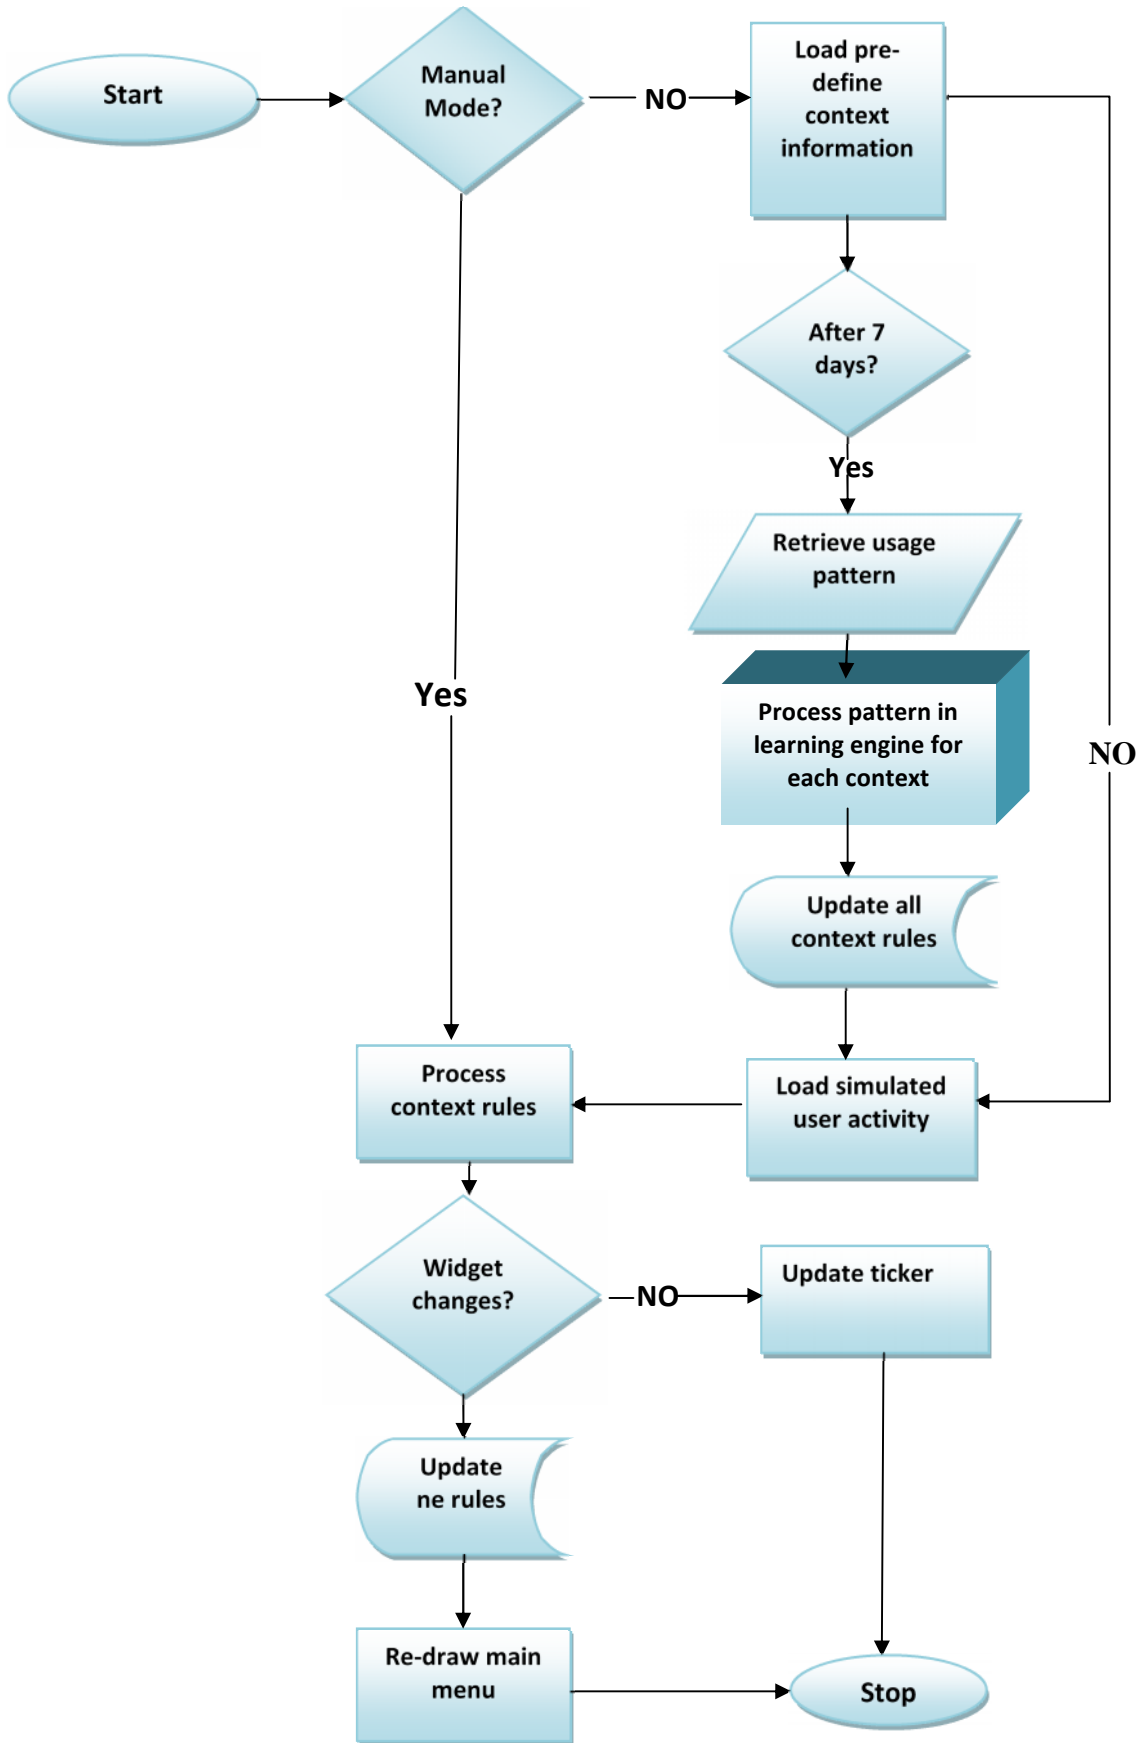 Start
Manual
Mode?
NO
Load pre-
define
context
information
After 7
days?
Yes
Retrieve usage
pattern
Process pattern in
learning engine for
each context
Yes
NO
Update all
context rules
Process
context rules
Load simulated
user activity
Widget
changes?
NO
Update ticker
Update
ne rules
Re-draw main
menu
Stop